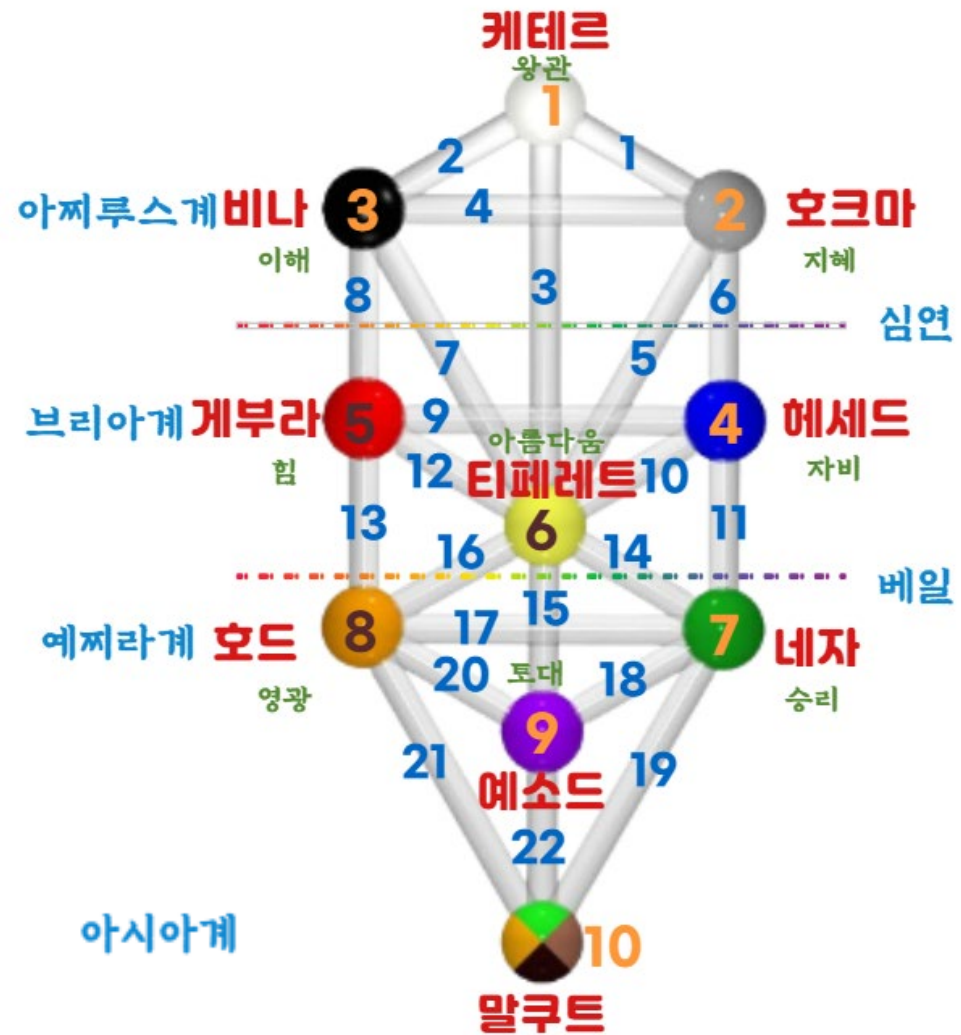 케테르
왕관
1
2 1
아찌루스계 비나 3 4 2 호크마
이해 지혜
8 3 6
심연
7 5
브리아계 게부라 5 9 4 헤세드
아름다움
힘 12 티페레트 10 자비
13 6 11
16 14
베일
15
예찌라계 호드 8 17 7 네자
20 토대 18
영광 승리
9
21 19
예소드
22
아시아계 10
말쿠트